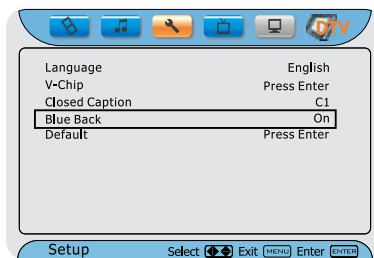 DTV
Language English
V-Chip Press Enter
Closed Caption C1
Blue Back On
Default Press Enter
Setup Select Exit MENU Enter ENTER